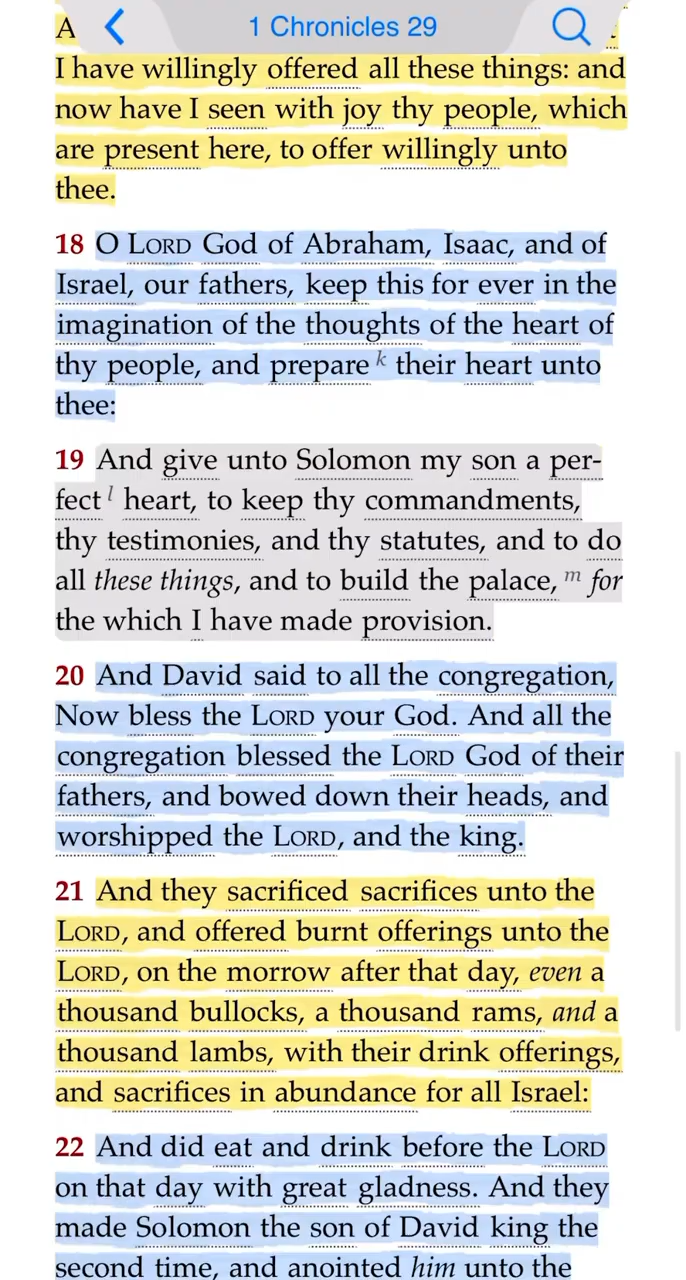 1 Chronicles 29
A
I have willingly offered all these things: and
now have I seen with joy thy people, which
are present here, to offer willingly unto
thee.
18 O LORD God of Abraham, Isaac, and of
Israel, our fathers, keep this for ever in the
imagination of the thoughts of the heart of
thy people, and prepare k their heart unto
thee:
19 And give unto Solomon my son a per-
fect l heart, to keep thy commandments,
thy testimonies, and thy statutes, and to do
all these things, and to build the palace, m for
the which I have made provision.
20 And David said to all the congregation,
Now bless the LORD your God. And all the
congregation blessed the LORD God of their
fathers, and bowed down their heads, and
worshipped the LORD, and the king.
21 And they sacrificed sacrifices unto the
LORD, and offered burnt offerings unto the
LORD, on the morrow after that day, even a
thousand bullocks, a thousand rams, and a
thousand lambs, with their drink offerings,
and sacrifices in abundance for all Israel:
22 And did eat and drink before the LORD
on that day with great gladness. And they
made Solomon the son of David king the
second time, and anointed him unto the